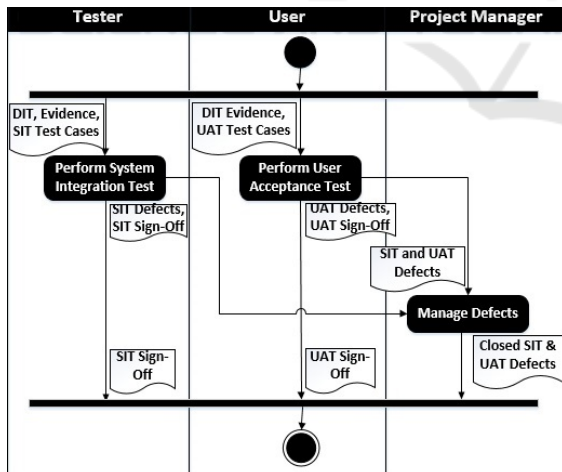 Tester
User
Project Manager
DIT, Evidence,
SIT Test Cases
DIT Evidence,
UAT Test Cases
Perform System
Integration Test
Perform User
Acceptance Test
SIT Defects,
SIT Sign-Off
UAT Defects,
UAT Sign-Off
SIT and UAT
Defects
Manage Defects
SIT Sign-
Off
UAT Sign-
Off
Closed SIT &
UAT Defects